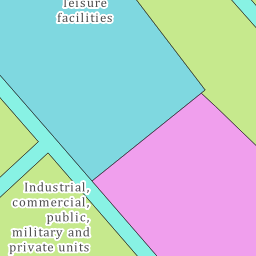 leisure
facilities
Industrial,
commercial,
public,
military and
private units